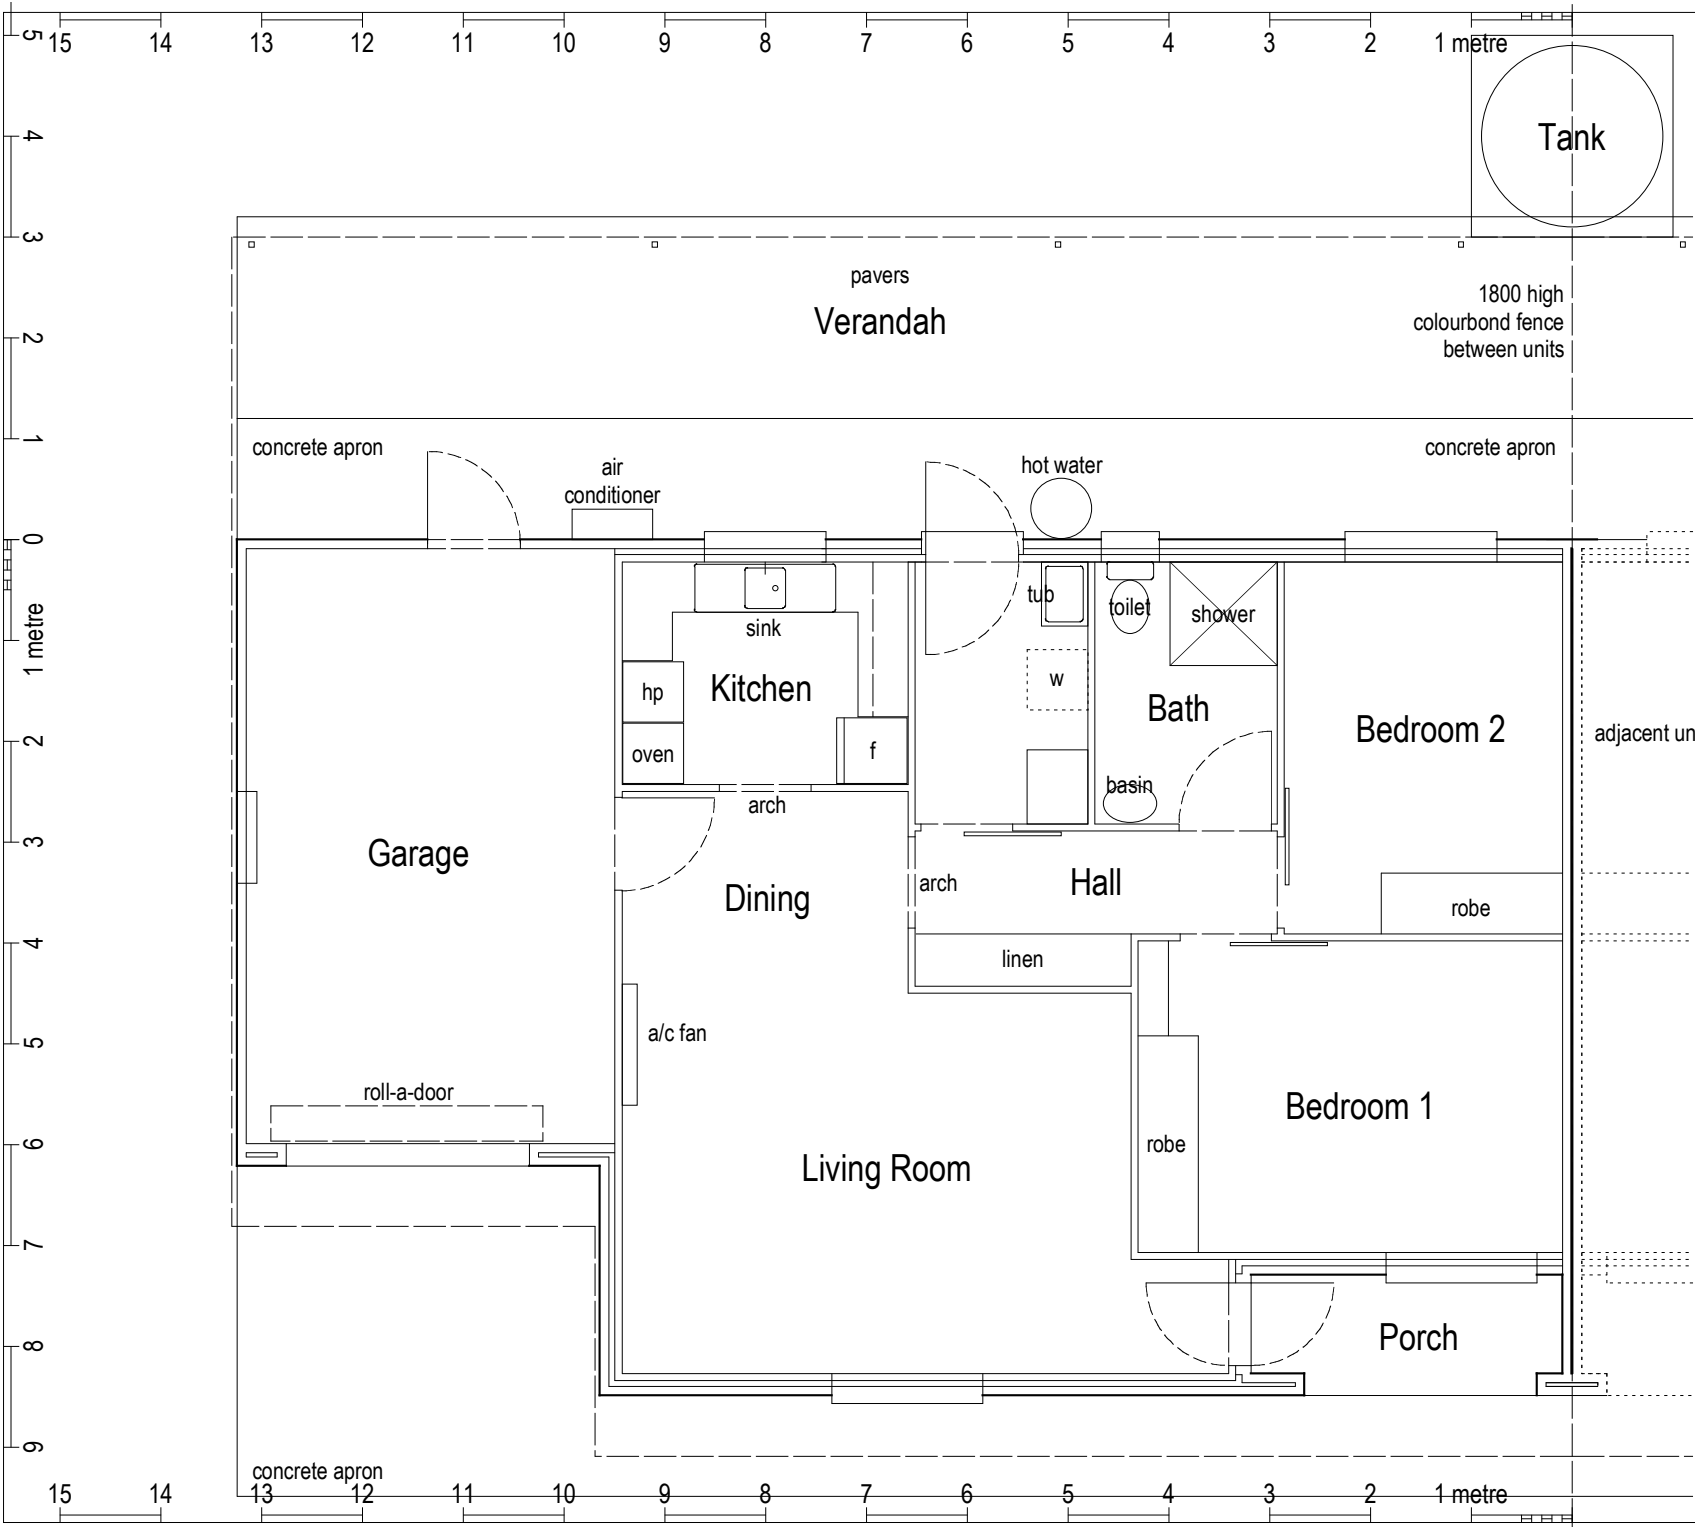 15 14 13 12 11 10 9 8 7 6 5 4 3 2 1 metre
5
4
3
2
1
0
1 metre
2
3
4
5
6
7
8
9
Tank
pavers
Verandah
1800 high
colourbond fence
between units
concrete apron
concrete apron
air
conditioner
hot water
tub
toilet
shower
sink
hp
Kitchen
w
Bath
Bedroom 2
adjacent un
oven
f
basin
arch
Garage
Dining
arch
Hall
robe
linen
a/c fan
roll-a-door
Bedroom 1
robe
Living Room
Porch
concrete apron
15 14 13 12 11 10 9 8 7 6 5 4 3 2 1 metre